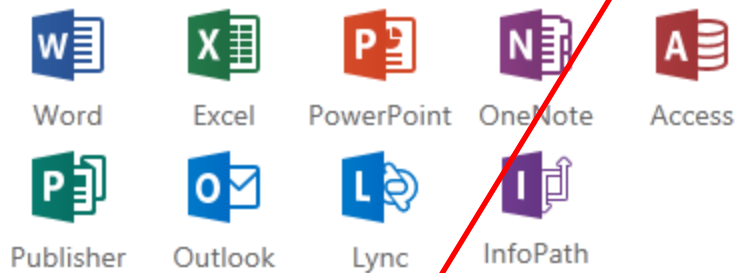 W X P N A
Word Excel PowerPoint OneNote Access
P O L I
Publisher Outlook Lync InfoPath